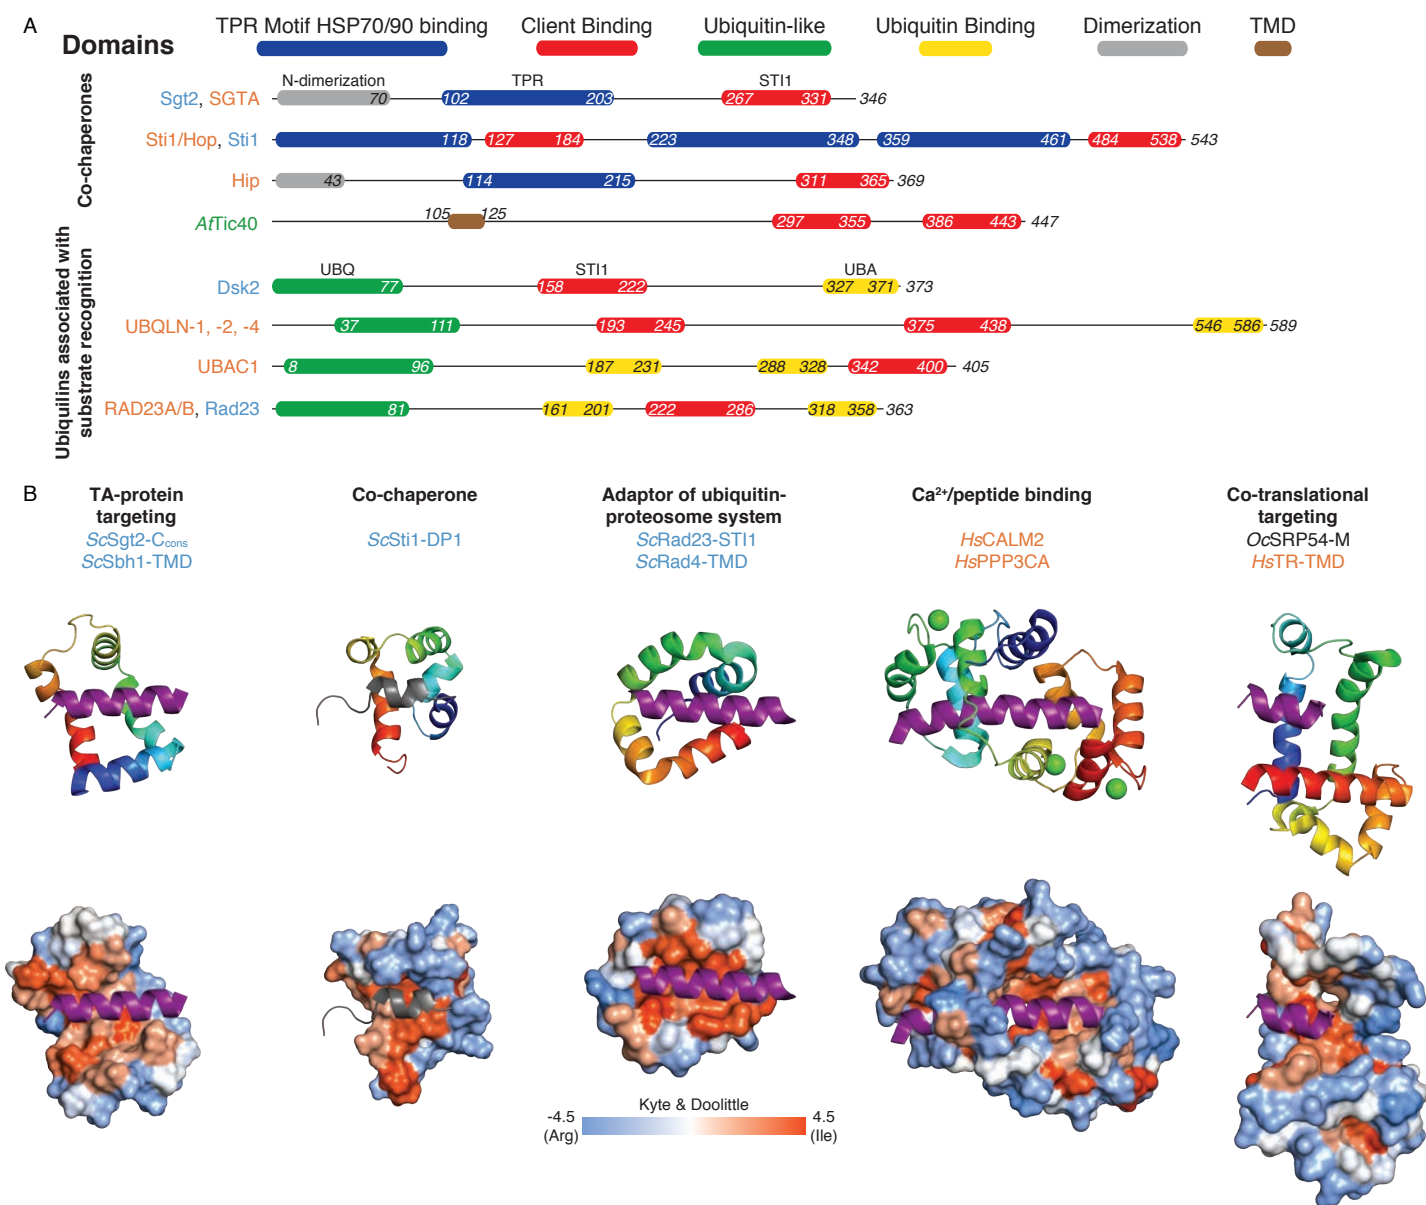 A
Domains
TPR Motif HSP70/90 binding
Client Binding
Ubiquitin-like
Ubiquitin Binding
Dimerization
TMD
Co-chaperones
N-dimerization TPR STI1
Sgt2, SGTA 70 102 203 267 331 346
Sti1/Hop, Sti1 118 127 184 223 348 359 461 484 538 543
Hip 43 114 215 311 365 369
AtTic40 105 125 297 355 386 443 447
Ubiquilins associated with
substrate recognition
UBQ STI1 UBA
Dsk2 77 158 222 327 371 373
UBQLN-1, -2, -4 37 111 193 245 375 438 546 586 589
UBAC1 8 96 187 231 288 328 342 400 405
RAD23A/B, Rad23 81 161 201 222 286 318 358 363
B
TA-protein
targeting
ScSgt2-Ccons
ScSbh1-TMD
Co-chaperone
ScSti1-DP1
Adaptor of ubiquitin-
proteosome system
ScRad23-STI1
ScRad4-TMD
Ca²⁺/peptide binding
HsCALM2
HsPPP3CA
Co-translational
targeting
OcSRP54-M
HsTR-TMD
Kyte & Doolittle
-4.5
(Arg)
4.5
(Ile)